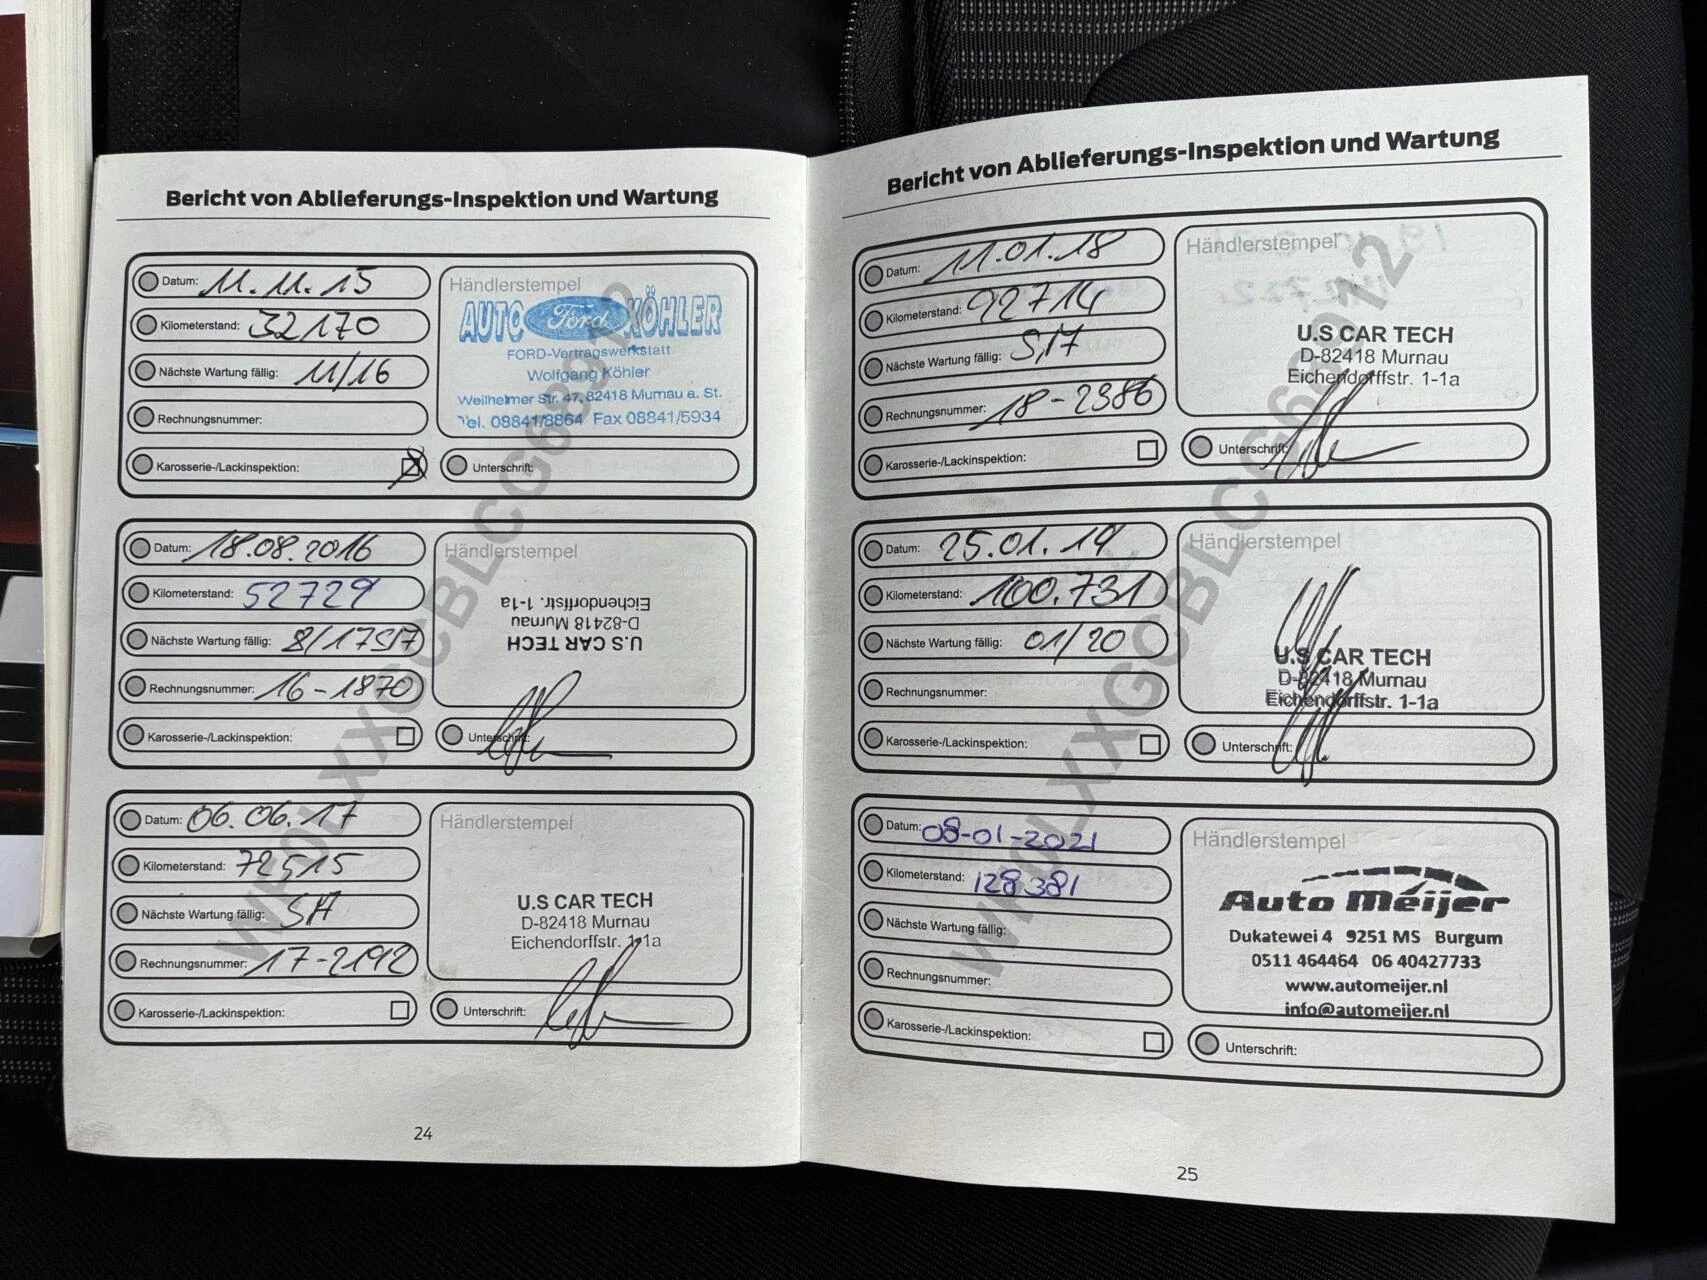 Bericht von Ablieferungs-Inspektion und Wartung
Datum: 11.11.15
Kilometerstand: 32170
Nächste Wartung fällig: 11/16
Rechnungsnummer:
Karosserie-/Lackinspektion:
Händlerstempel
AUTO Ford KÖHLER
FORD-Vertragswerkstatt
Wolfgang Köhler
Weilheimer Str. 47, 82418 Murnau a. St.
Tel. 08841/8864 Fax 08841/5934
Unterschrift:
Datum: 18.08.2016
Kilometerstand: 52729
Nächste Wartung fällig: 8/17
Rechnungsnummer: 16-1870
Karosserie-/Lackinspektion:
Händlerstempel
U.S CAR TECH
D-82418 Murnau
Eichendorffstr. 1-1a
Unterschrift:
Datum: 06.06.17
Kilometerstand: 72515
Nächste Wartung fällig:
Rechnungsnummer: 17-2192
Karosserie-/Lackinspektion:
Händlerstempel
U.S CAR TECH
D-82418 Murnau
Eichendorffstr. 1-1a
Unterschrift:
24
Bericht von Ablieferungs-Inspektion und Wartung
Datum: 11.01.18
Kilometerstand: 92714
Nächste Wartung fällig:
Rechnungsnummer: 18-2386
Karosserie-/Lackinspektion:
Händlerstempel
U.S CAR TECH
D-82418 Murnau
Eichendorffstr. 1-1a
Unterschrift:
Datum: 25.01.19
Kilometerstand: 100.731
Nächste Wartung fällig: 01/20
Rechnungsnummer:
Karosserie-/Lackinspektion:
Händlerstempel
U.S CAR TECH
D-82418 Murnau
Eichendorffstr. 1-1a
Unterschrift:
Datum: 08-01-2021
Kilometerstand: 128381
Nächste Wartung fällig:
Rechnungsnummer:
Karosserie-/Lackinspektion:
Händlerstempel
Auto Meijer
Dukatewei 4 9251 MS Burgum
0511 464464 06 40427733
www.automeijer.nl
info@automeijer.nl
Unterschrift:
25